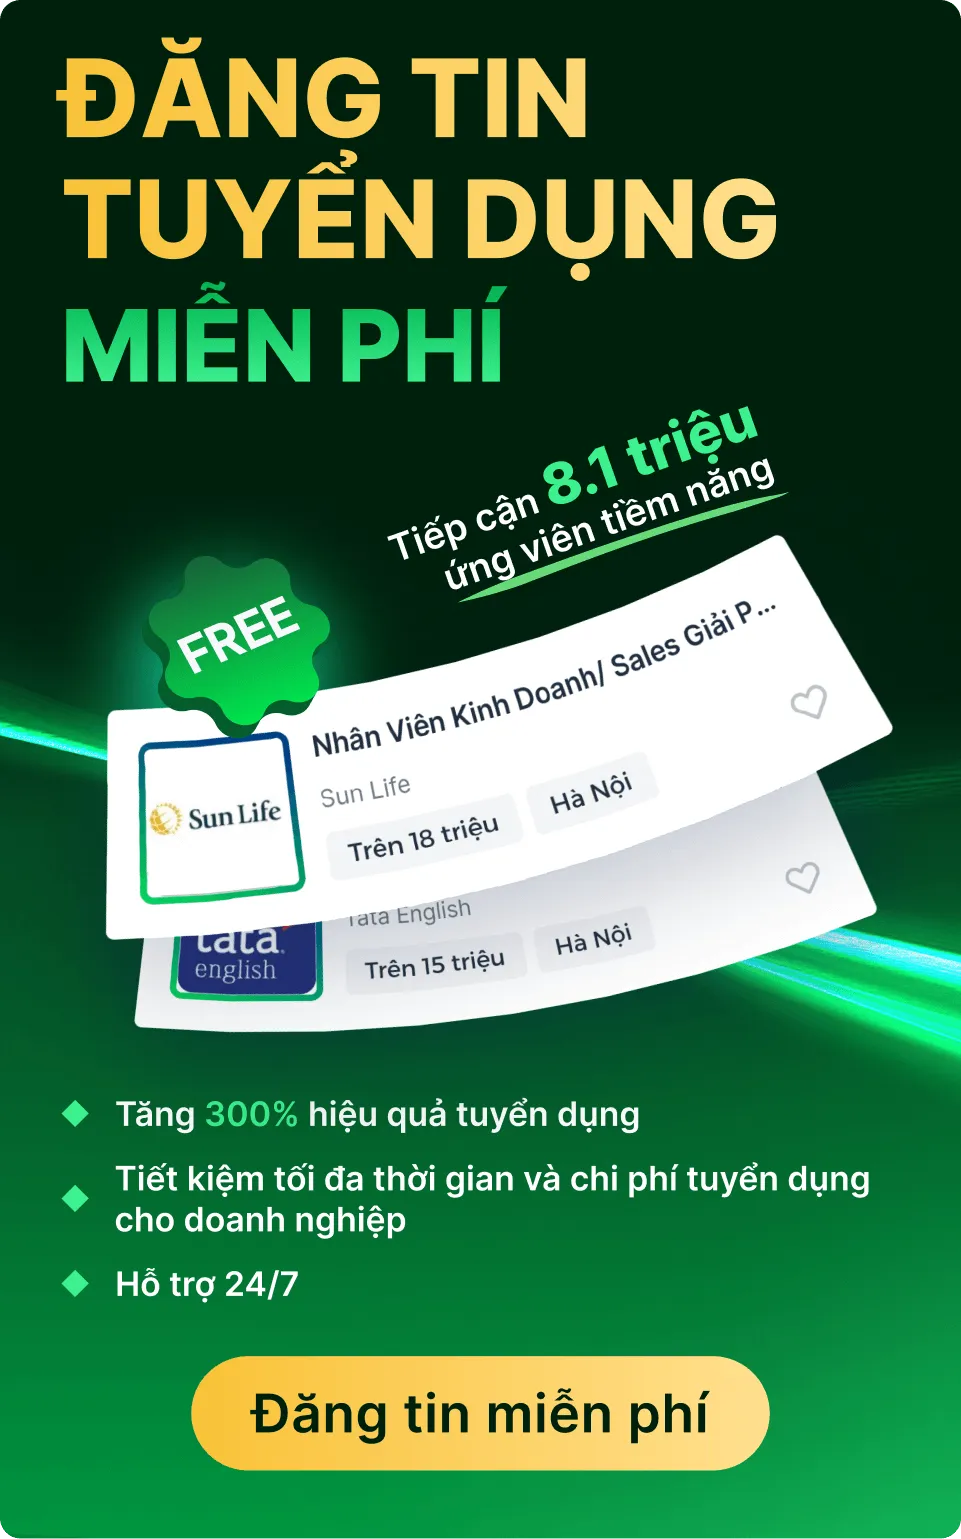 ĐĂNG TIN
TUYỂN DỤNG
MIỄN PHÍ
Tiếp cận 8.1 triệu
ứng viên tiềm năng
FREE
Nhân Viên Kinh Doanh/ Sales Giải P...
Sun Life
Sun Life
Trên 18 triệu
Hà Nội
Tata English
tata
english
Trên 15 triệu
Hà Nội
Tăng 300% hiệu quả tuyển dụng
Tiết kiệm tối đa thời gian và chi phí tuyển dụng
cho doanh nghiệp
Hỗ trợ 24/7
Đăng tin miễn phí